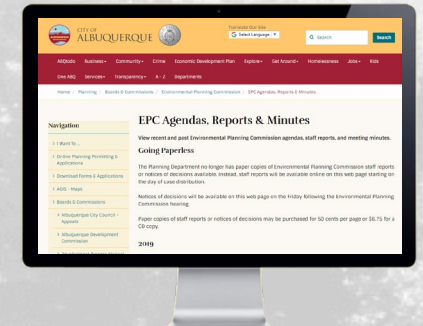 CITY OF
ALBUQUERQUE
Translate Our Site
Select Language ▼
Search
Search
ABQtodo Business Community Crime Economic Development Plan Explore Get Around Homelessness Jobs Kids
One ABQ Services Transparency A - Z Departments
Home / Planning / Boards & Commissions / Environmental Planning Commission / EPC Agendas, Reports & Minutes
Navigation
I Want To ...
Online Planning Permitting & Applications
Download Forms & Applications
AGIS - Maps
Boards & Commissions
Albuquerque City Council - Appeals
Albuquerque Development Commission
EPC Agendas, Reports & Minutes
View recent and past Environmental Planning Commission agendas, staff reports, and meeting minutes.
Going Paperless
The Planning Department no longer has paper copies of Environmental Planning Commission staff reports
or notices of decisions available. Instead, staff reports will be available online on this web page starting on
the day of case distribution.
Notices of decisions will be available on this web page on the Friday following the Environmental Planning
Commission hearing.
Paper copies of staff reports or notices of decisions may be purchased for 50 cents per page or $6.75 for a
CD copy.
2019